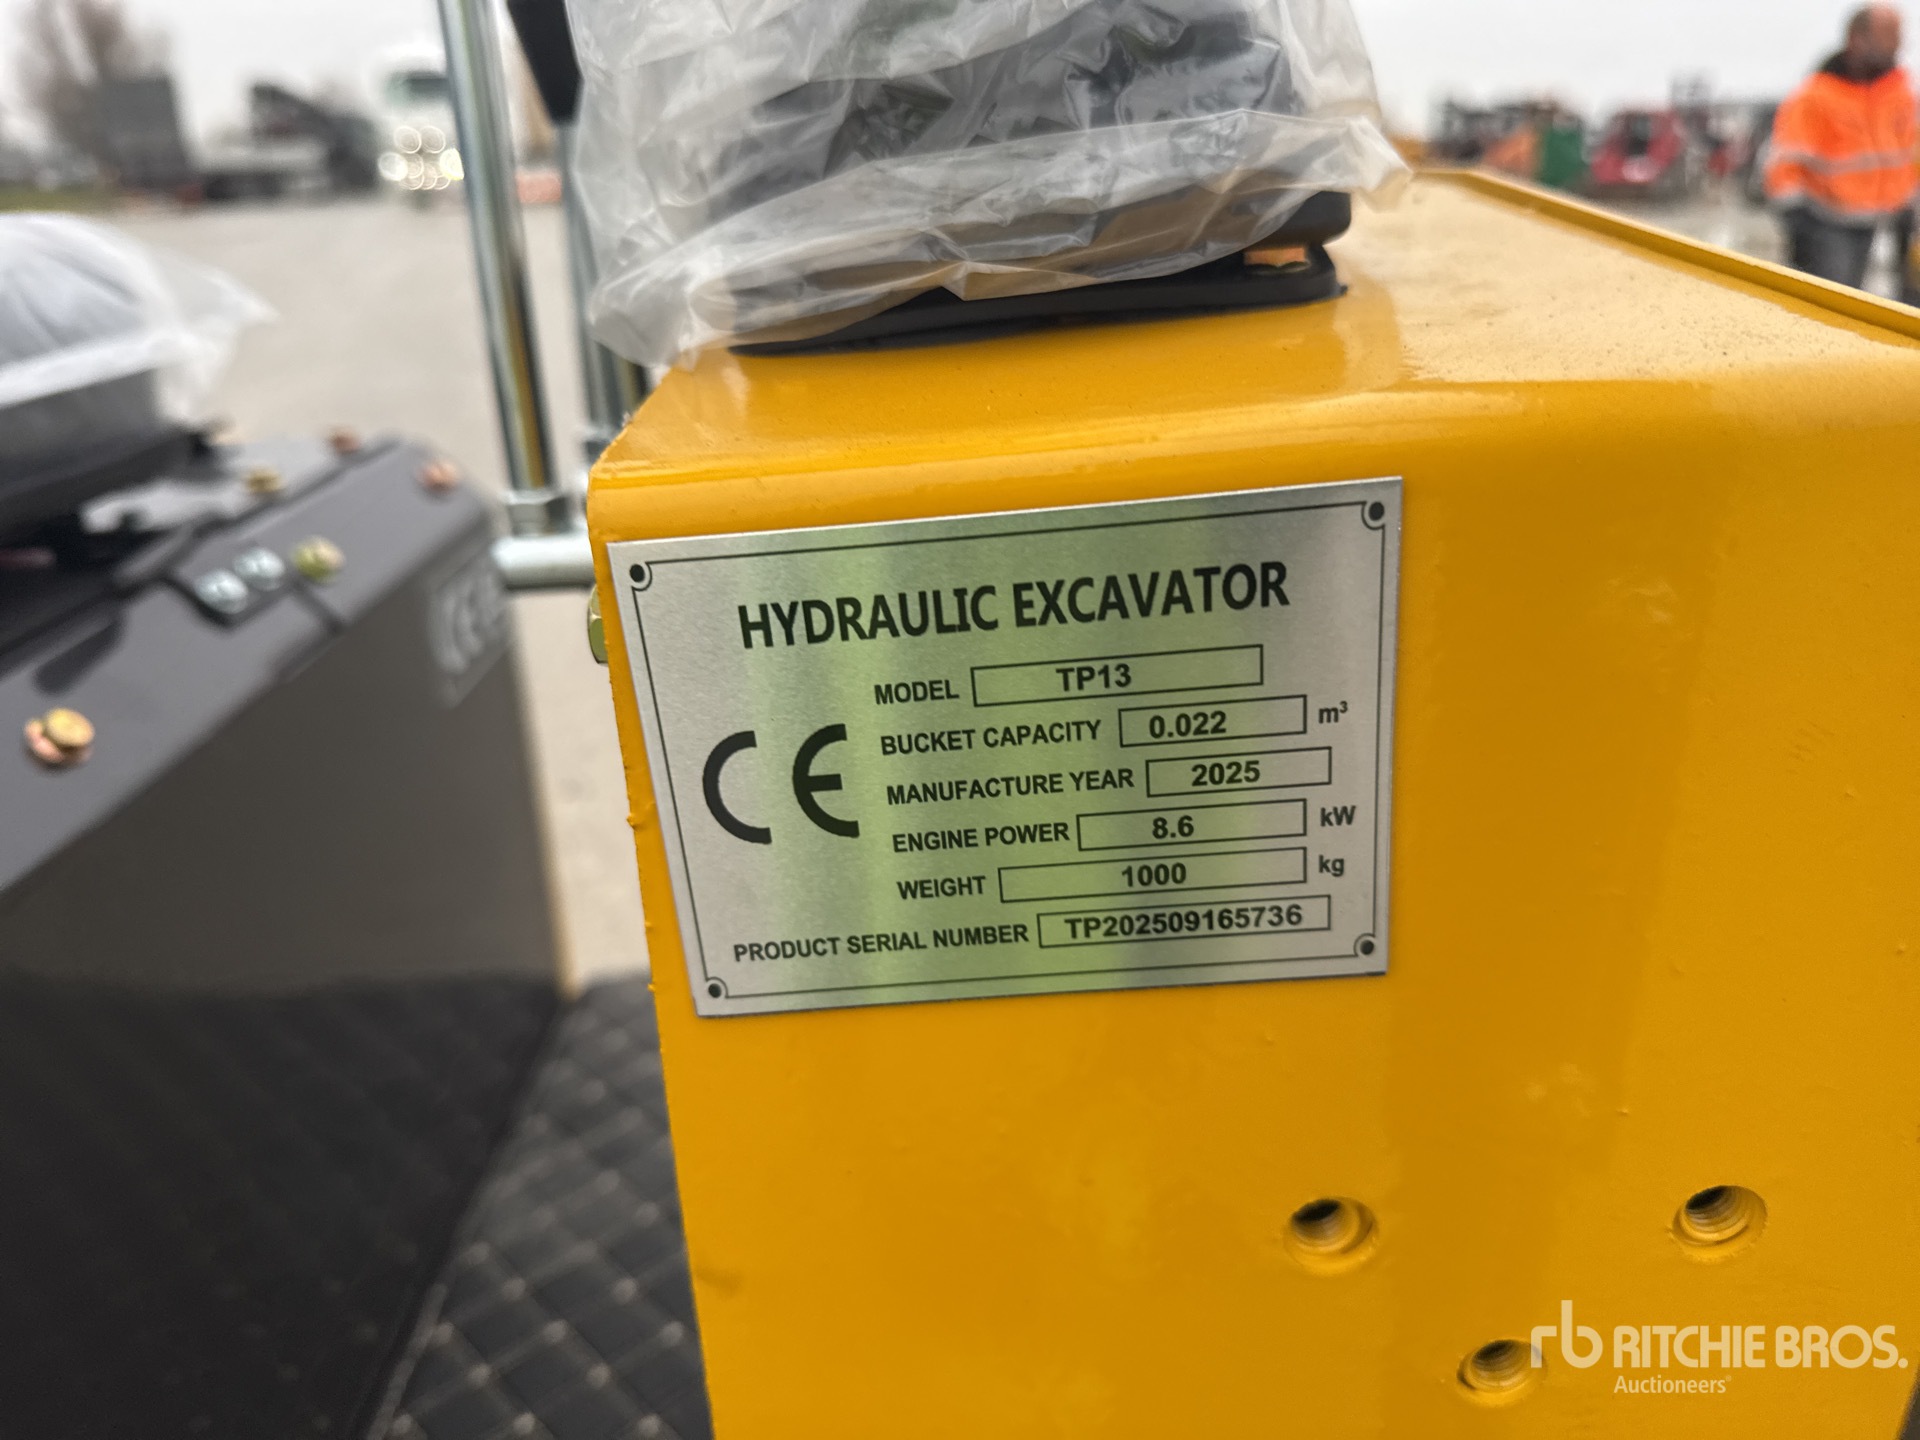 HYDRAULIC EXCAVATOR
MODEL TP13
BUCKET CAPACITY 0.022 m³
MANUFACTURE YEAR 2025
CE
ENGINE POWER 8.6 kW
WEIGHT 1000 kg
PRODUCT SERIAL NUMBER TP202509165736
rb RITCHIE BROS.
Auctioneers